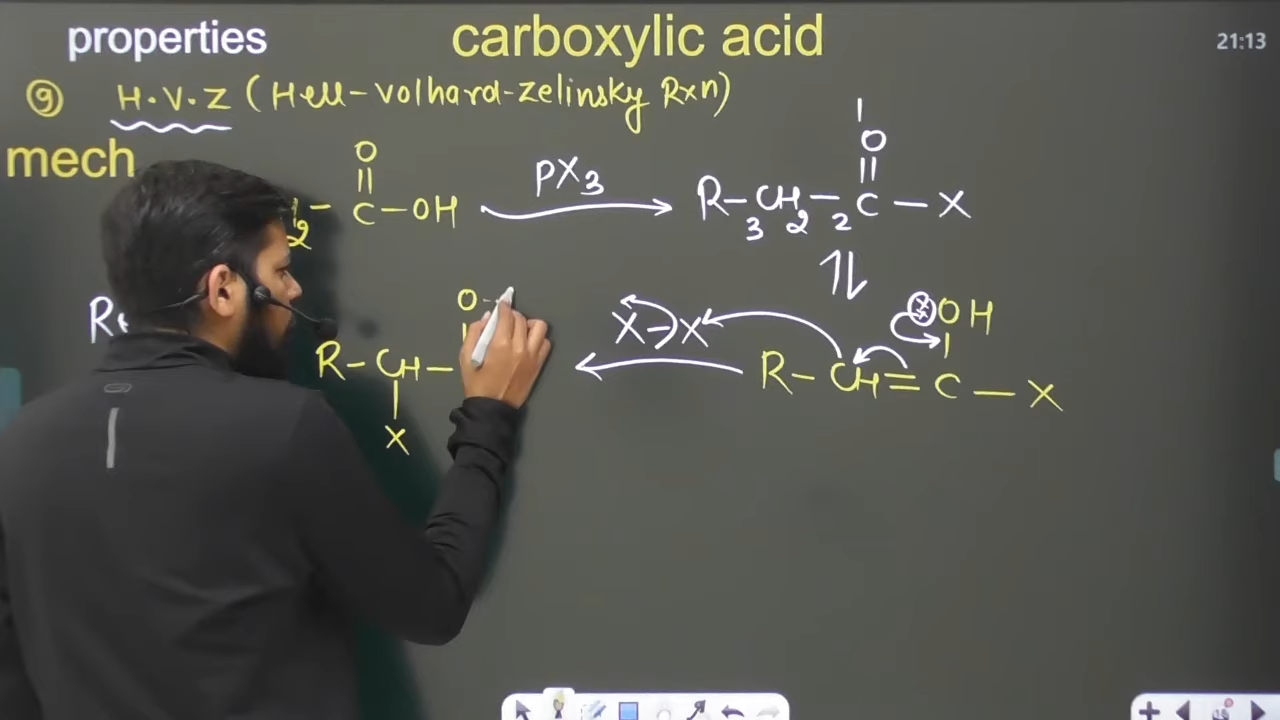 properties
carboxylic acid
21:13
9 H.V.Z (Hell-volhard-zelinsky Rxn)
mech
O
C-OH
2
PX3
O
R-CH2-C-X
3 2
Re
O
R-CH-
X
X-X
OH
R-CH=C-X